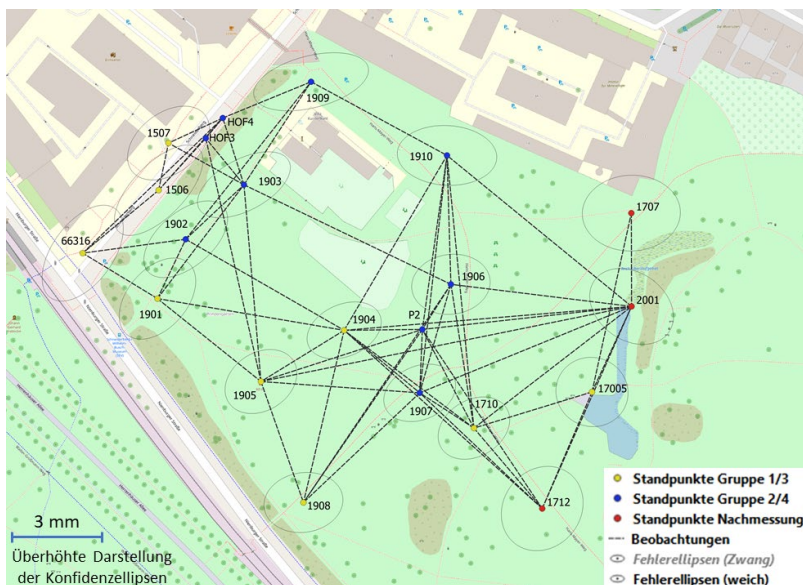 1909
HOF4
1507
HOF3
1910
1903
1506
1707
1902
66316
1906
2001
1901
P2
1904
1905
17005
1907
1710
1908
1712
3 mm
Überhöhte Darstellung
der Konfidenzellipsen
Standpunkte Gruppe 1/3
Standpunkte Gruppe 2/4
Standpunkte Nachmessung
Beobachtungen
Fehlerellipsen (Zwang)
Fehlerellipsen (weich)